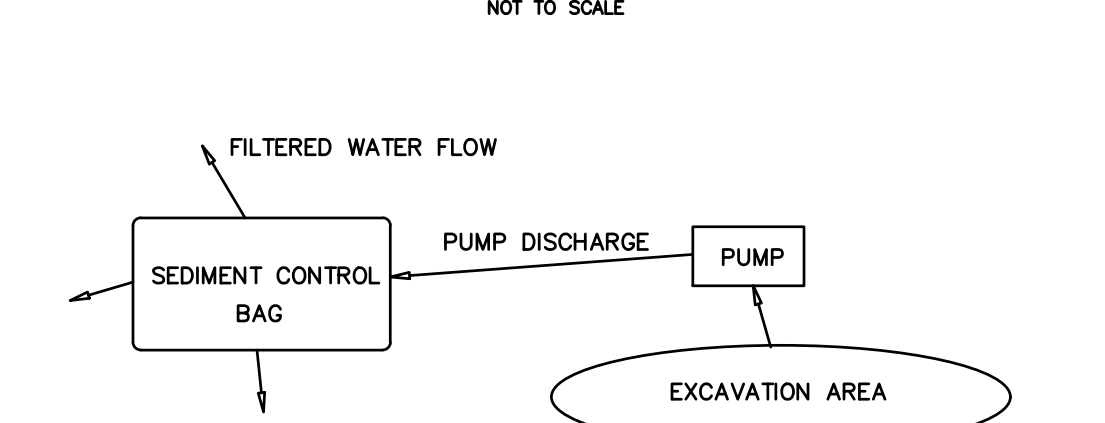 NOT TO SCALE
FILTERED WATER FLOW
PUMP DISCHARGE
PUMP
SEDIMENT CONTROL
BAG
EXCAVATION AREA